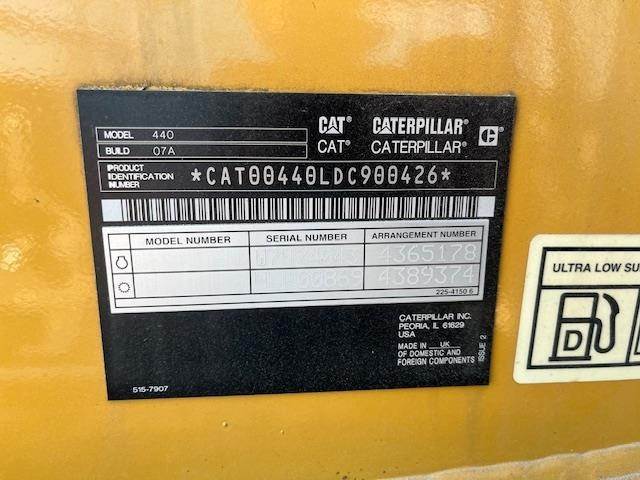 CAT CATERPILLAR C
CAT® CATERPILLAR®
MODEL 440
BUILD 07A
PRODUCT
IDENTIFICATION
NUMBER
*CAT00440LDC900426*
MODEL NUMBER SERIAL NUMBER ARRANGEMENT NUMBER
4365178
4389374
225-4150 6
CATERPILLAR INC.
PEORIA, IL 61629
USA
MADE IN UK
OF DOMESTIC AND
FOREIGN COMPONENTS
ISSUE 2
515-7907
ULTRA LOW SU
D